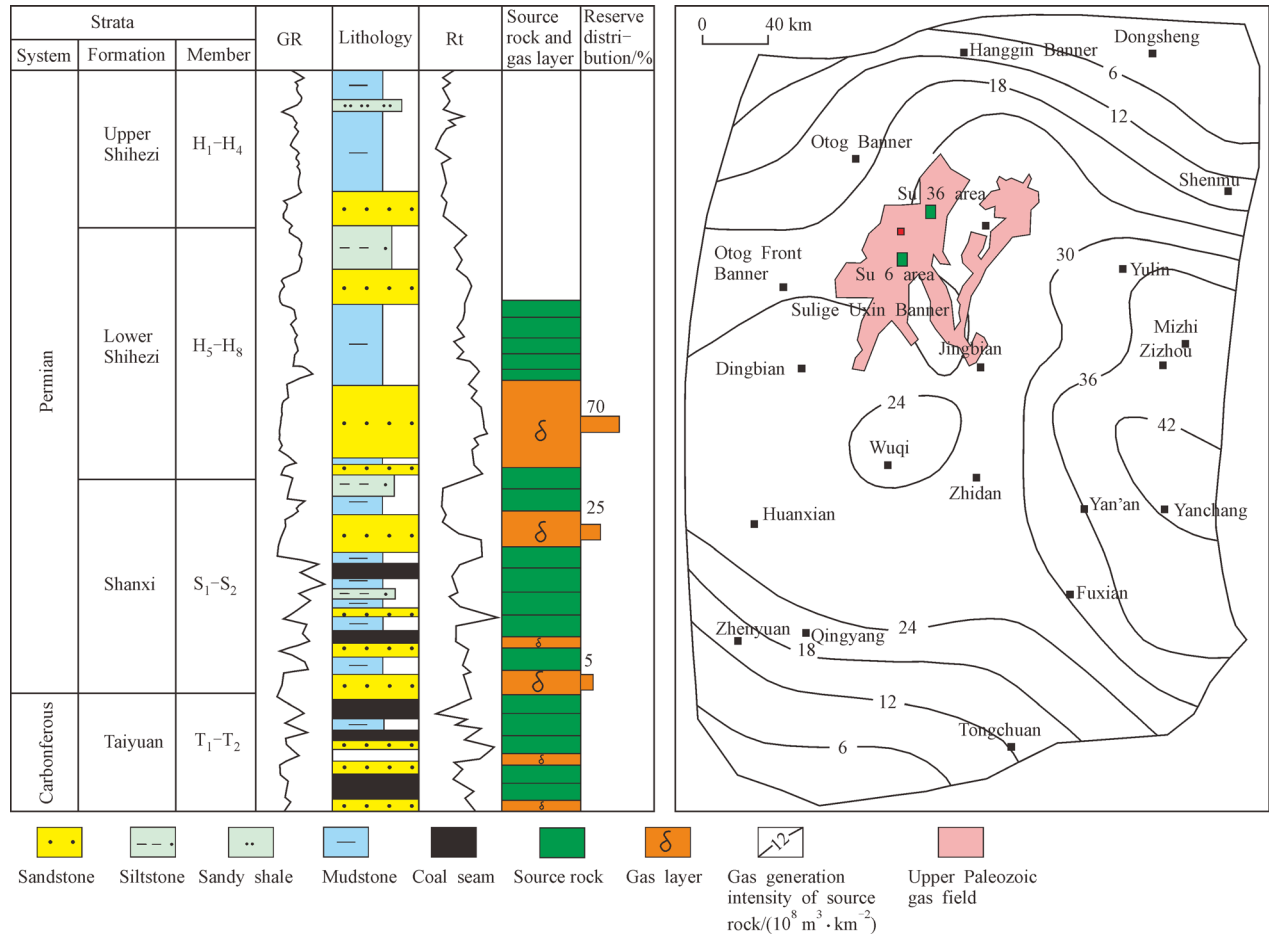 Strata
System
Formation
Member
GR
Lithology
Rt
Source
rock and
gas layer
Reserve
distri-
bution/%
Permian
Carbonferous
Upper
Shihezi
H₁−H₄
Lower
Shihezi
H₅−H₈
Shanxi
S₁−S₂
Taiyuan
T₁−T₂
70
25
5
0 40 km
Hanggin Banner
Dongsheng
6
18
12
Otog Banner
Shenmu
Su 36 area
30
Otog Front
Banner
Su 6 area
Yulin
Sulige Uxin Banner
Mizhi
Zizhou
Jingbian
Dingbian
36
24
42
Wuqi
Zhidan
Yan'an
Yanchang
Huanxian
Fuxian
Zhenyuan
Qingyang
24
18
12
6
Tongchuan
Sandstone
Siltstone
Sandy shale
Mudstone
Coal seam
Source rock
Gas layer
12
Gas generation
intensity of source
rock/(10⁸ m³·km⁻²)
Upper Paleozoic
gas field